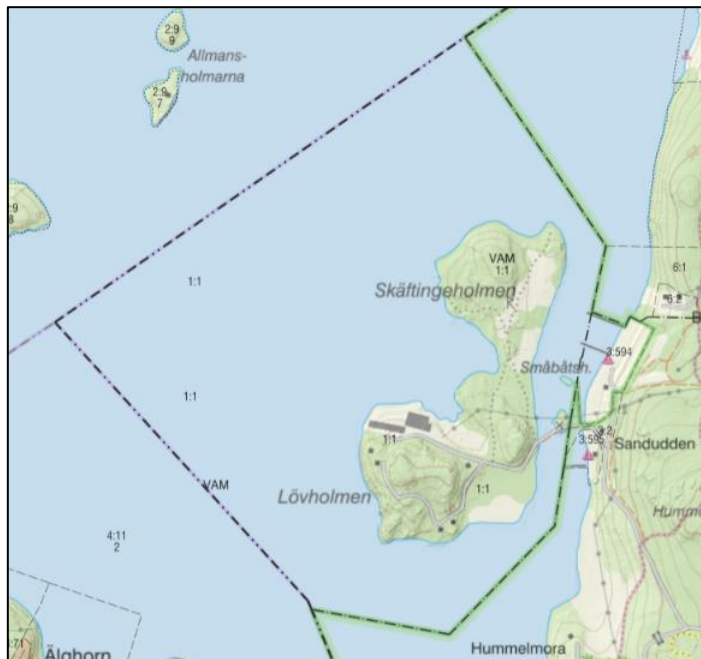 2:9
9
Allmans-
holmarna
2:9
7
:9
8
VAM
1:1
6:1
1:1
Skäftingeholmen
6:2
B
3:594
Småbåtsh.
1:1
1:1
3:2
3:595
Sandudden
VAM
1:1
Lövholmen
Humme
4:11
2
:71
Älghorn
Hummelmora